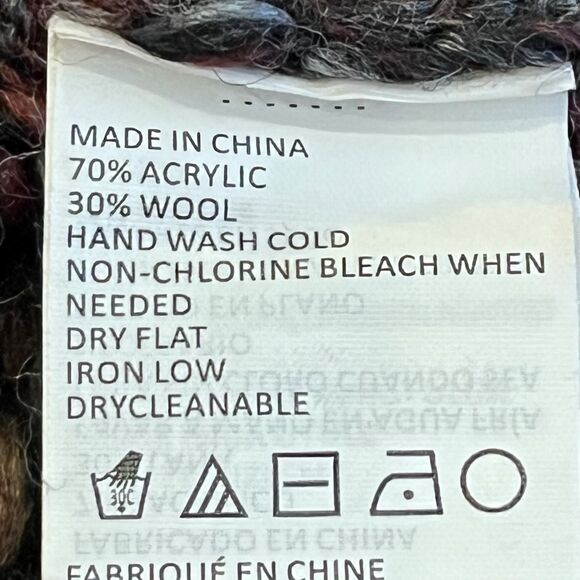 MADE IN CHINA
70% ACRYLIC
30% WOOL
HAND WASH COLD
NON-CHLORINE BLEACH WHEN
NEEDED
DRY FLAT
IRON LOW
DRYCLEANABLE
30C
FABRIQUÉ EN CHINE